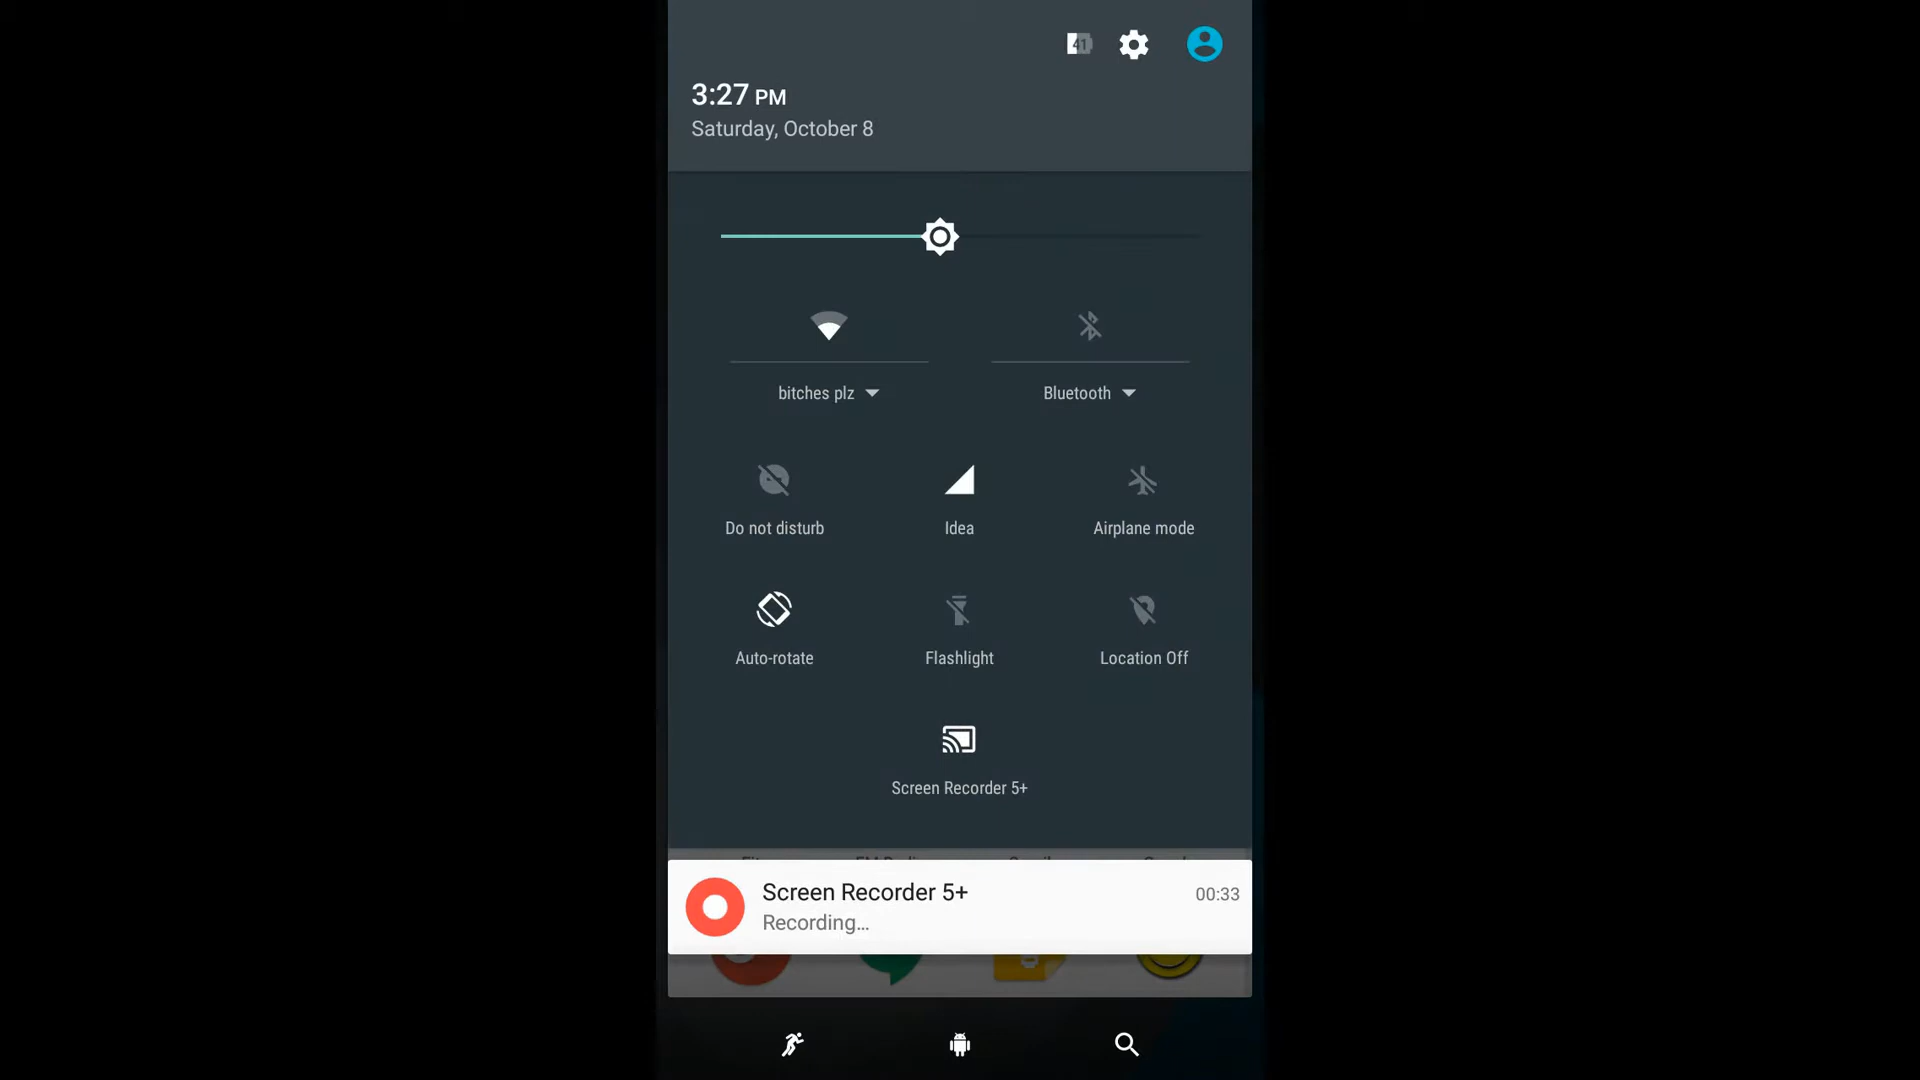 41
3:27 PM
Saturday, October 8
bitches plz
Bluetooth
Do not disturb
Idea
Airplane mode
Auto-rotate
Flashlight
Location Off
Screen Recorder 5+
Screen Recorder 5+
00:33
Recording...